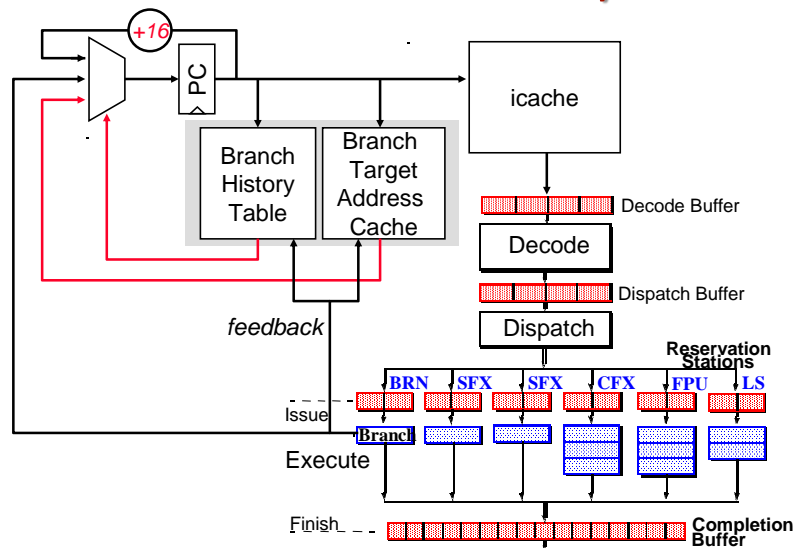 +16
PC
icache
Branch
History
Table
Branch
Target
Address
Cache
Decode Buffer
Decode
Dispatch Buffer
feedback
Dispatch
Reservation
Stations
BRN
SFX
SFX
CFX
FPU
LS
Issue
Branch
Execute
Finish
Completion
Buffer